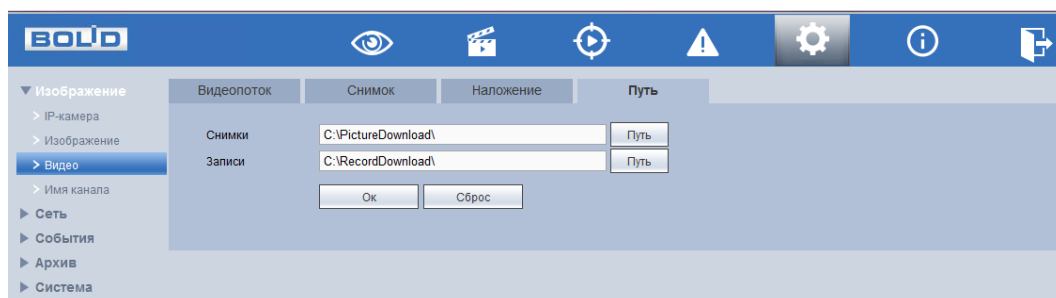 BOLID
Изображение
IP-камера
Изображение
Видео
Имя канала
Сеть
События
Архив
Система
Видеопоток Снимок Наложение Путь
Снимки C:\PictureDownload\ Путь
Записи C:\RecordDownload\ Путь
Ок Сброс